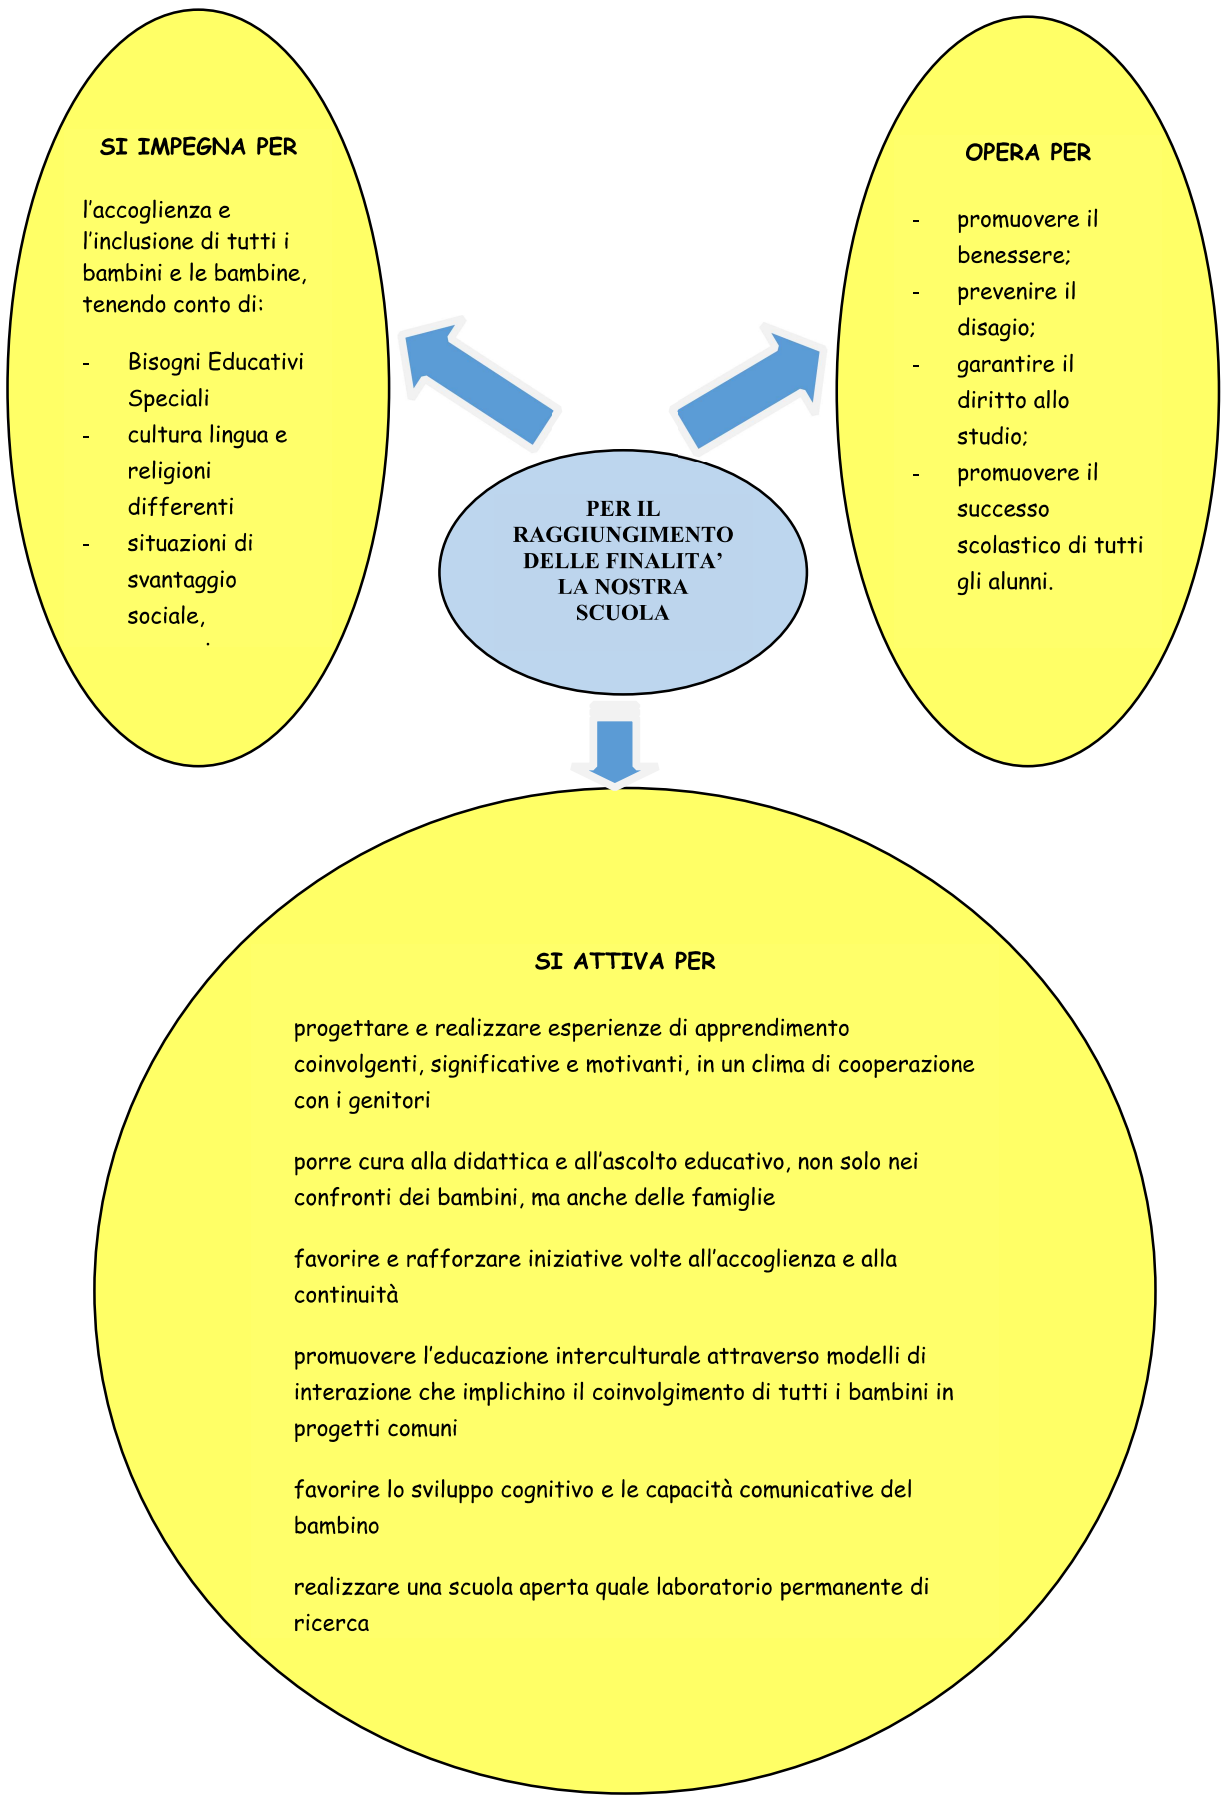 SI IMPEGNA PER
l'accoglienza e
l'inclusione di tutti i
bambini e le bambine,
tenendo conto di:
- Bisogni Educativi
Speciali
- cultura lingua e
religioni
differenti
- situazioni di
svantaggio
sociale,
.
OPERA PER
- promuovere il
benessere;
- prevenire il
disagio;
- garantire il
diritto allo
studio;
- promuovere il
successo
scolastico di tutti
gli alunni.
PER IL
RAGGIUNGIMENTO
DELLE FINALITA'
LA NOSTRA
SCUOLA
SI ATTIVA PER
progettare e realizzare esperienze di apprendimento
coinvolgenti, significative e motivanti, in un clima di cooperazione
con i genitori
porre cura alla didattica e all'ascolto educativo, non solo nei
confronti dei bambini, ma anche delle famiglie
favorire e rafforzare iniziative volte all'accoglienza e alla
continuità
promuovere l'educazione interculturale attraverso modelli di
interazione che implichino il coinvolgimento di tutti i bambini in
progetti comuni
favorire lo sviluppo cognitivo e le capacità comunicative del
bambino
realizzare una scuola aperta quale laboratorio permanente di
ricerca